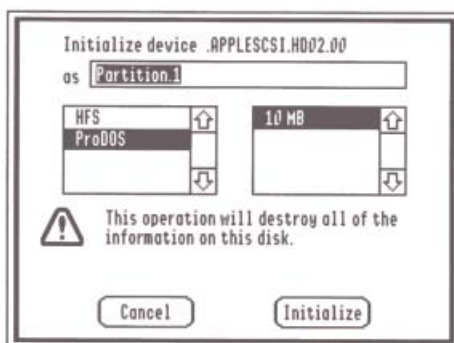 Initialize device .APPLESCSI.HD02.00
as Partition.1
HFS
ProDOS
10 MB
This operation will destroy all of the
information on this disk.
Cancel
Initialize